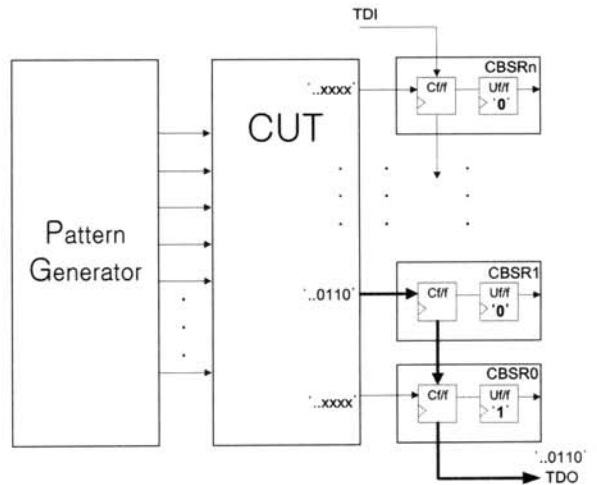 TDI
CBSRn
'..xxxx'
Cf/f
Uf/f
'0'
CUT
Pattern
Generator
CBSR1
'..0110'
Cf/f
Uf/f
'0'
CBSR0
'..xxxx'
Cf/f
Uf/f
'1'
'..0110'
TDO